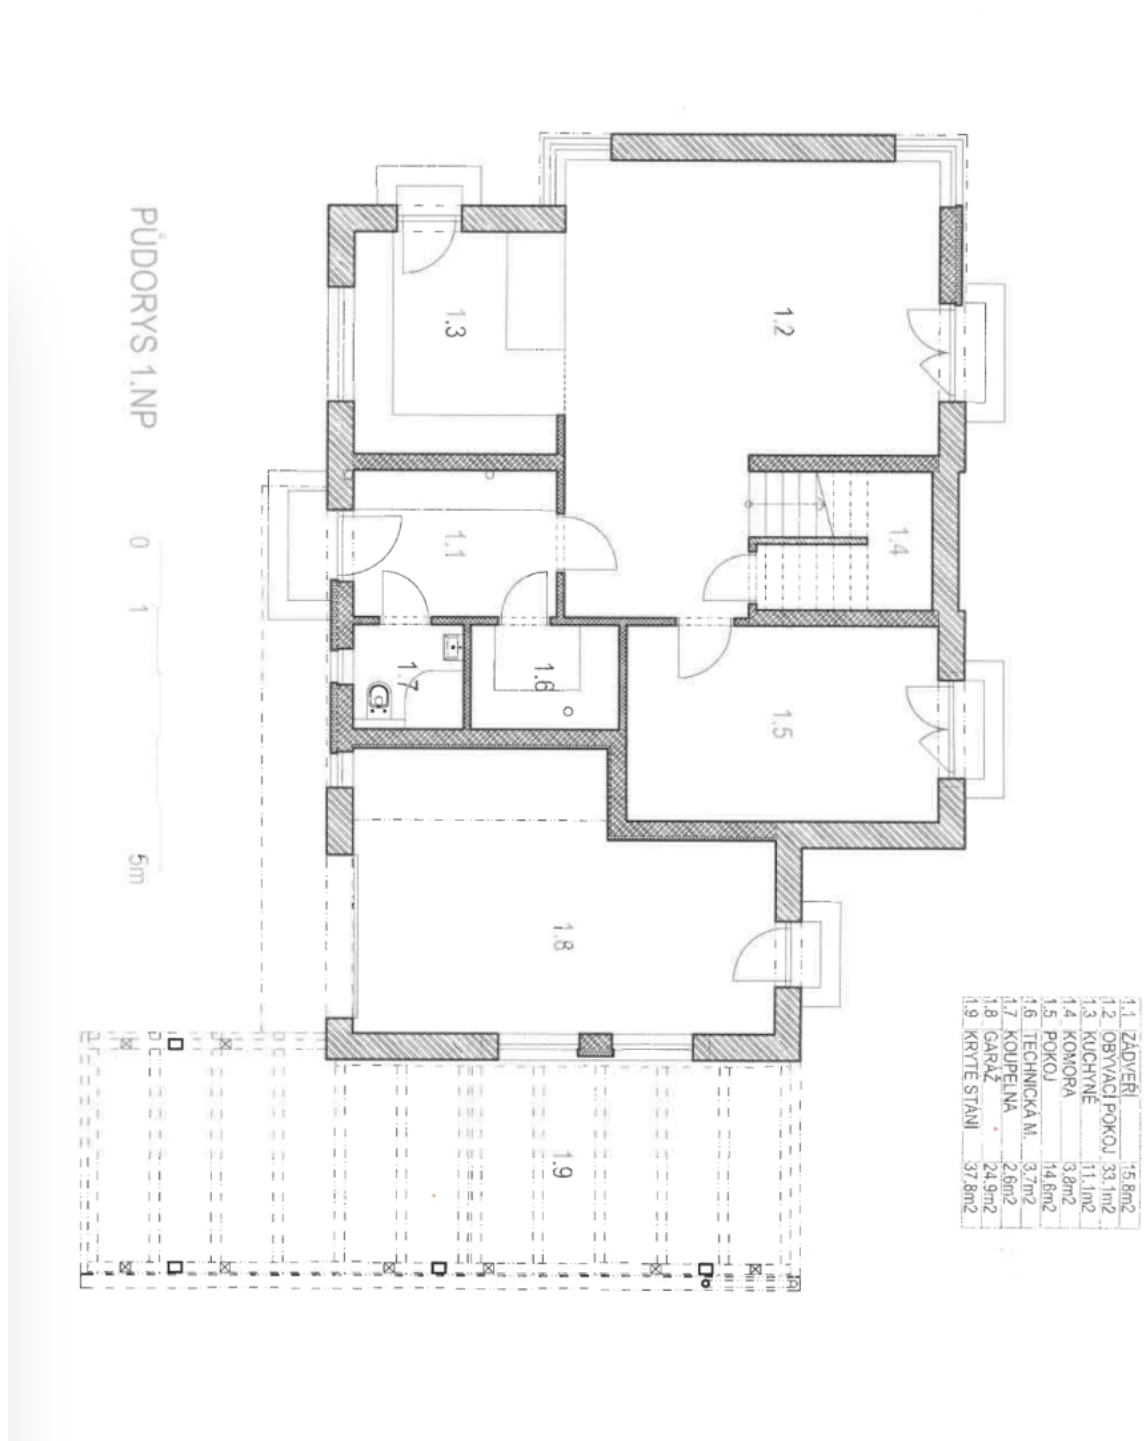 PŮDORYS 1.NP
0 1 5m
1.3
1.2
1.1
1.4
1.7
1.6
1.5
1.8
1.9
1.1 ZÁDVEŘÍ 15.8m2
1.2 OBÝVACÍ POKOJ 33.1m2
1.3 KUCHYNĚ 11.1m2
1.4 KOMORA 3.8m2
1.5 POKOJ 14.6m2
1.6 TECHNICKÁ M. 3.7m2
1.7 KOUPELNA 2.6m2
1.8 GARÁŽ 24.9m2
1.9 KRYTÉ STÁNÍ 37,8m2